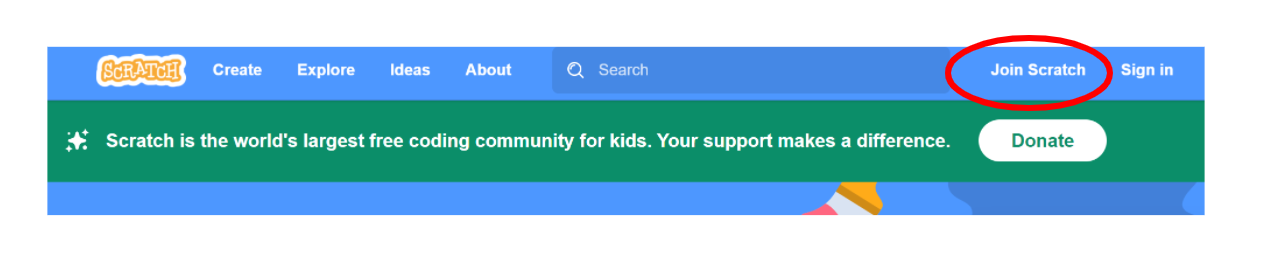 SCRATCH Create Explore Ideas About Search Join Scratch Sign in
Scratch is the world's largest free coding community for kids. Your support makes a difference. Donate